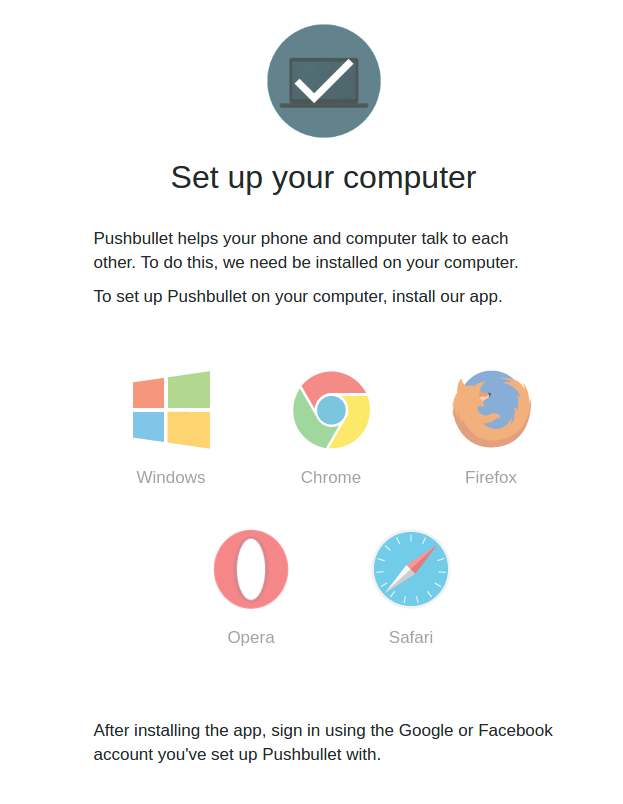 Set up your computer
Pushbullet helps your phone and computer talk to each
other. To do this, we need be installed on your computer.
To set up Pushbullet on your computer, install our app.
Windows
Chrome
Firefox
Opera
Safari
After installing the app, sign in using the Google or Facebook
account you've set up Pushbullet with.